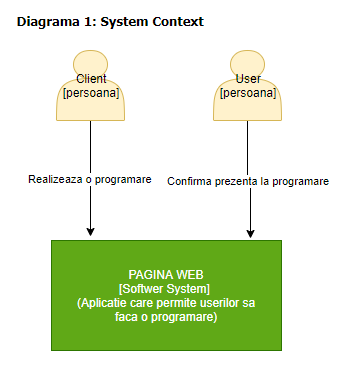 Diagrama 1: System Context
Client
[persoana]
User
[persoana]
Realizeaza o programare
Confirma prezenta la programare
PAGINA WEB
[Softwer System]
(Aplicatie care permite userilor sa
faca o programare)